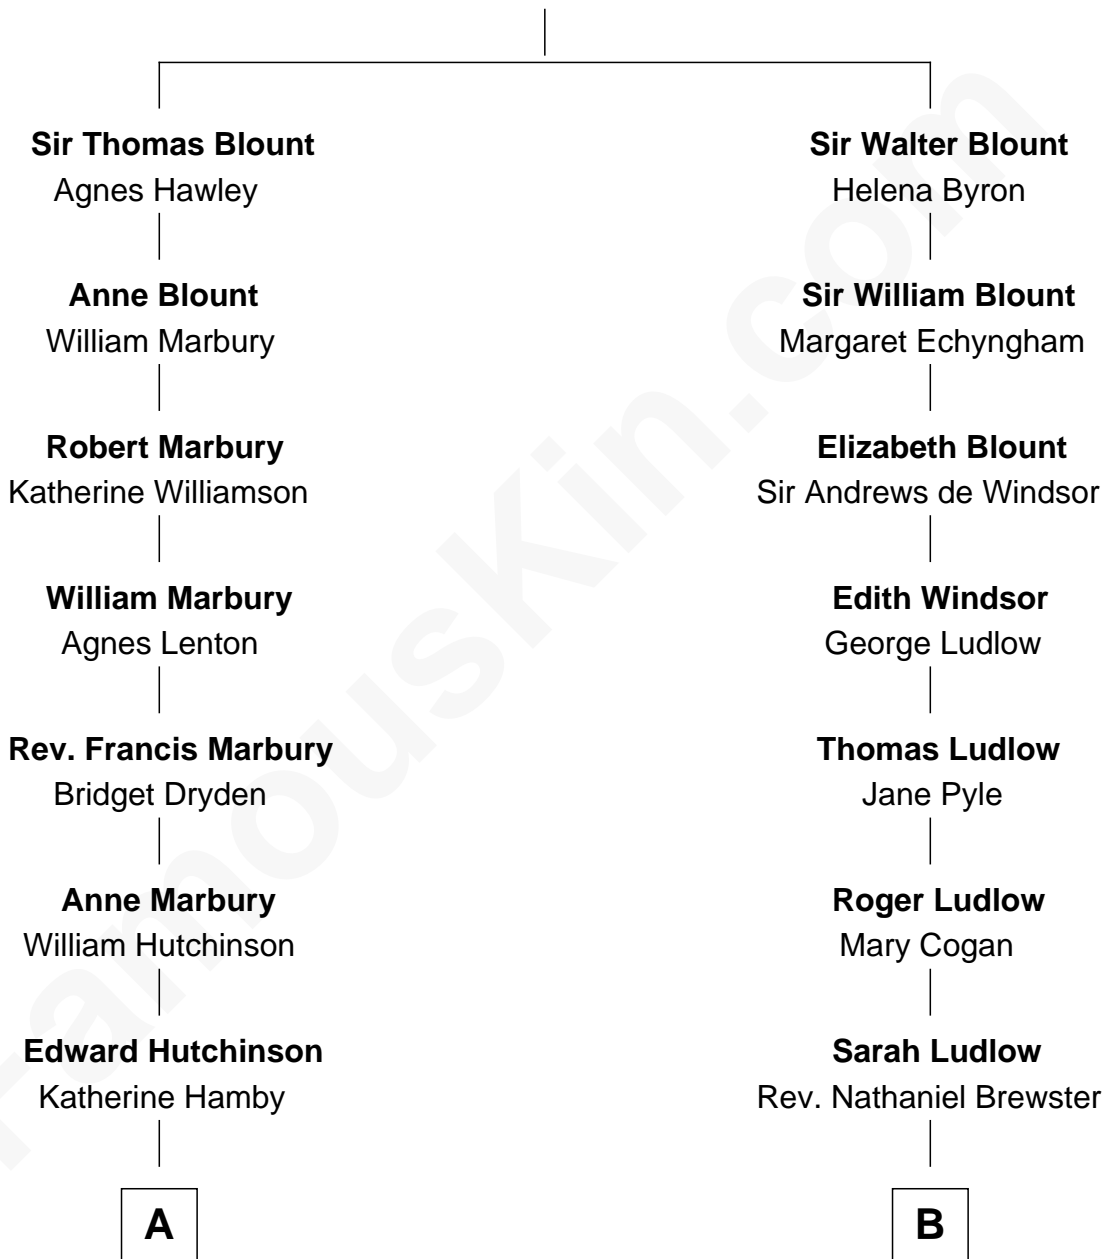 Sir Thomas Blount
Agnes Hawley
Anne Blount
William Marbury
Robert Marbury
Katherine Williamson
William Marbury
Agnes Lenton
Rev. Francis Marbury
Bridget Dryden
Anne Marbury
William Hutchinson
Edward Hutchinson
Katherine Hamby
A
Sir Walter Blount
Helena Byron
Sir William Blount
Margaret Echyngham
Elizabeth Blount
Sir Andrews de Windsor
Edith Windsor
George Ludlow
Thomas Ludlow
Jane Pyle
Roger Ludlow
Mary Cogan
Sarah Ludlow
Rev. Nathaniel Brewster
B
FamousKin.com